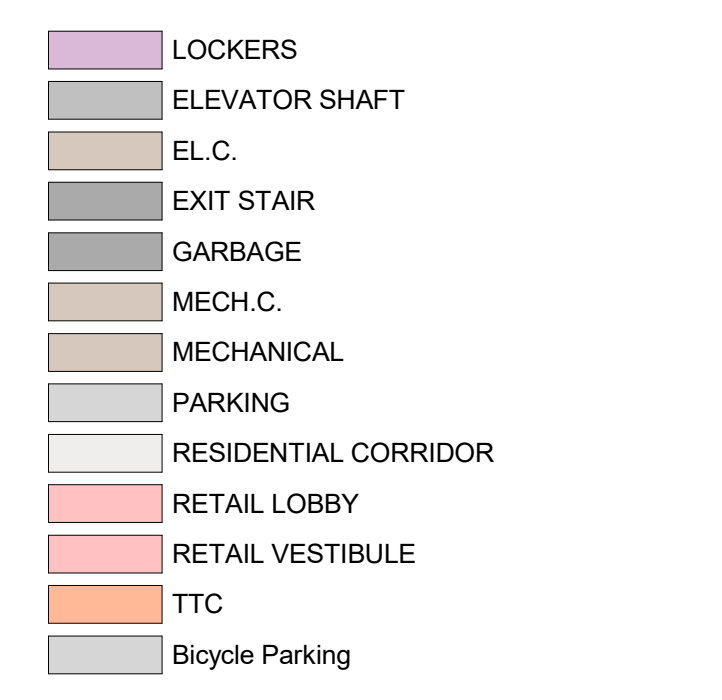 LOCKERS
ELEVATOR SHAFT
EL.C.
EXIT STAIR
GARBAGE
MECH.C.
MECHANICAL
PARKING
RESIDENTIAL CORRIDOR
RETAIL LOBBY
RETAIL VESTIBULE
TTC
Bicycle Parking